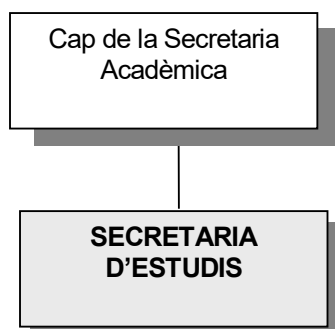 Cap de la Secretaria
Acadèmica
SECRETARIA
D’ESTUDIS